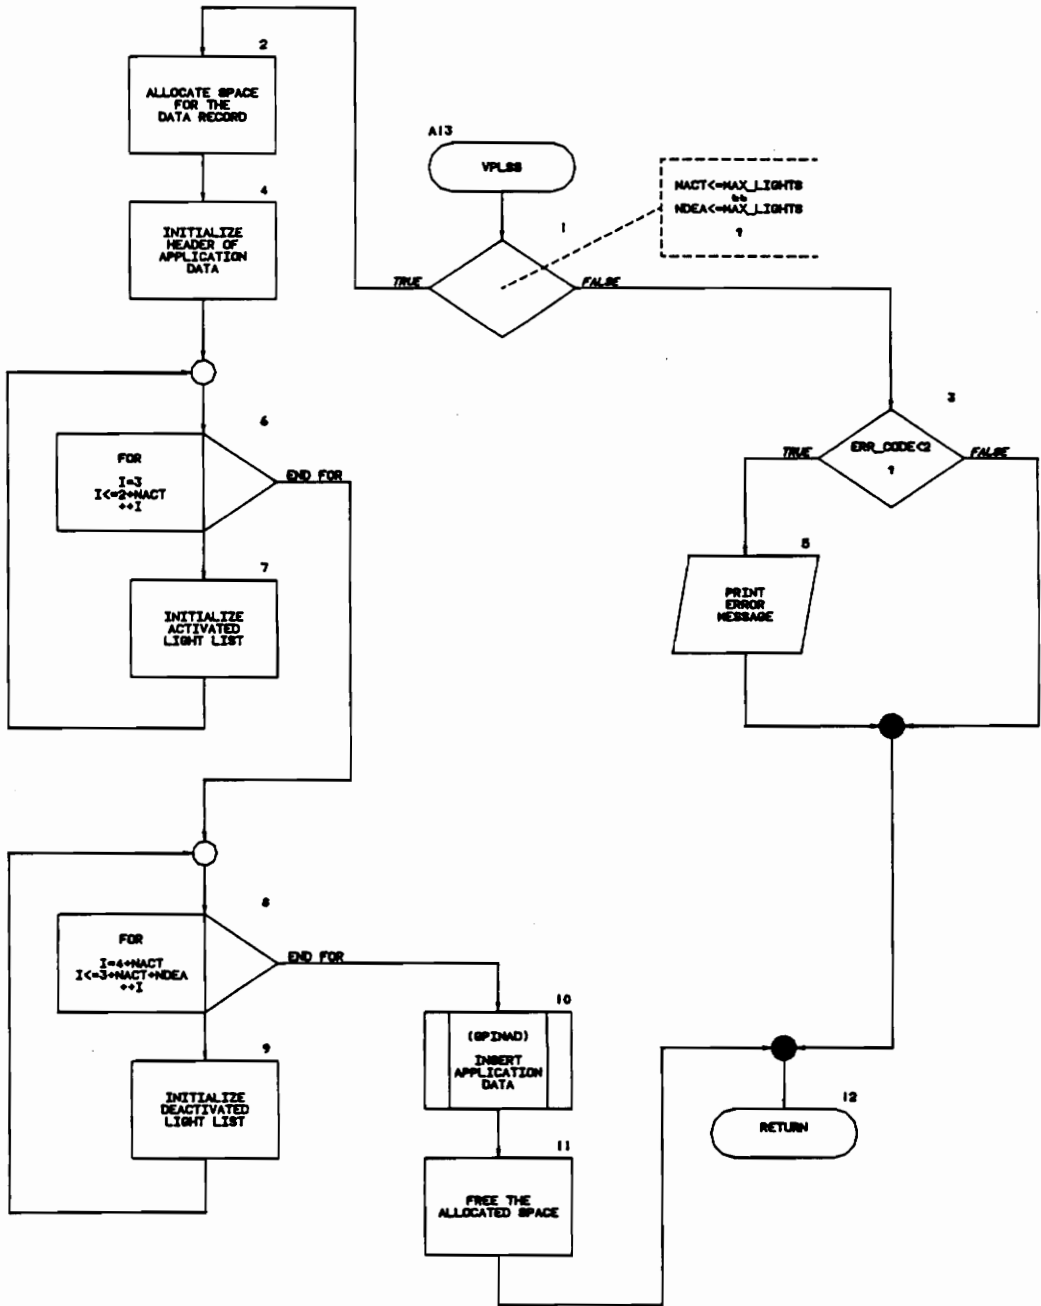 2
ALLOCATE SPACE
FOR THE
DATA RECORD
A13
VPLSS
NACT<=MAX_LIGHTS
&&
NDEA<=MAX_LIGHTS
?
1
TRUE
FALSE
4
INITIALIZE
HEADER OF
APPLICATION
DATA
3
ERR_CODE<2
?
TRUE
FALSE
6
FOR
I=3
I<=2+NACT
++I
END FOR
5
PRINT
ERROR
MESSAGE
7
INITIALIZE
ACTIVATED
LIGHT LIST
8
FOR
I=4+NACT
I<=3+NACT+NDEA
++I
END FOR
9
INITIALIZE
DEACTIVATED
LIGHT LIST
10
(GPINAD)
INSERT
APPLICATION
DATA
11
FREE THE
ALLOCATED SPACE
12
RETURN